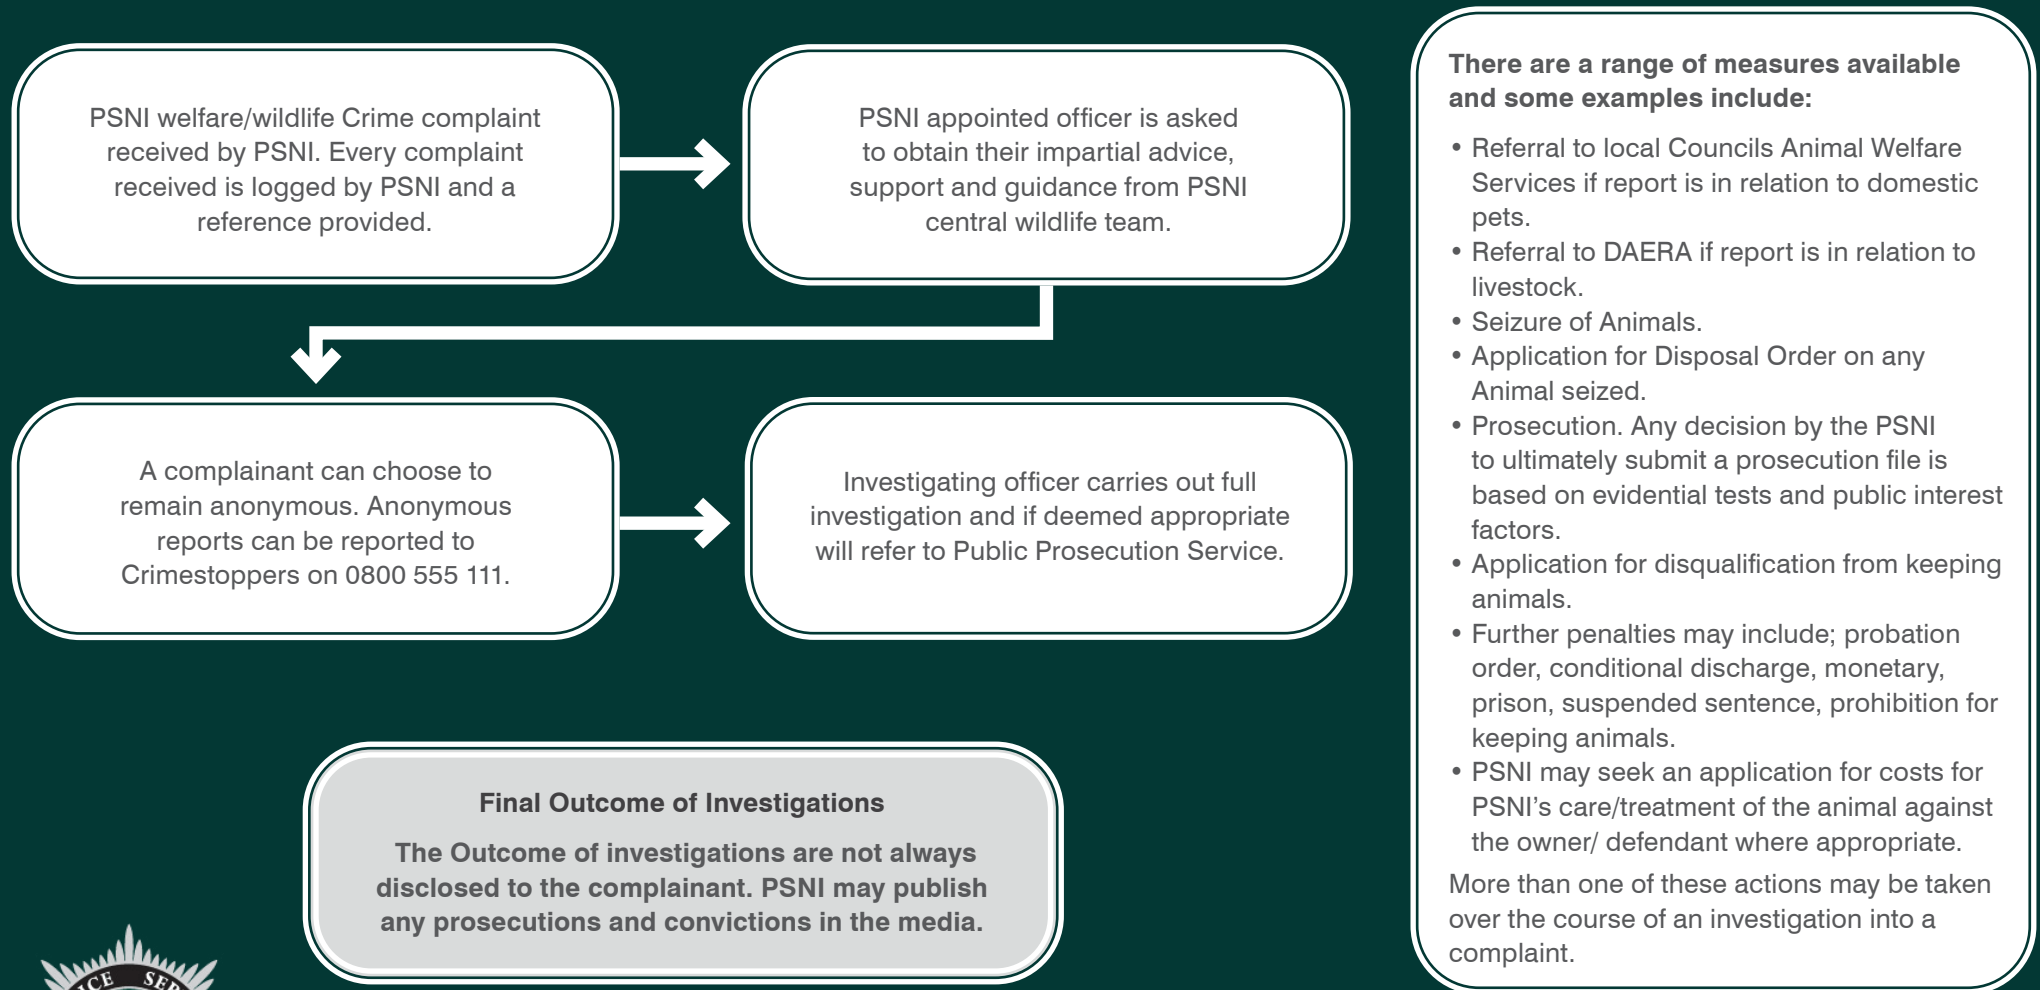 PSNI welfare/wildlife Crime complaint
received by PSNI. Every complaint
received is logged by PSNI and a
reference provided.
PSNI appointed officer is asked
to obtain their impartial advice,
support and guidance from PSNI
central wildlife team.
A complainant can choose to
remain anonymous. Anonymous
reports can be reported to
Crimestoppers on 0800 555 111.
Investigating officer carries out full
investigation and if deemed appropriate
will refer to Public Prosecution Service.
Final Outcome of Investigations
The Outcome of investigations are not always
disclosed to the complainant. PSNI may publish
any prosecutions and convictions in the media.
There are a range of measures available
and some examples include:
• Referral to local Councils Animal Welfare
Services if report is in relation to domestic
pets.
• Referral to DAERA if report is in relation to
livestock.
• Seizure of Animals.
• Application for Disposal Order on any
Animal seized.
• Prosecution. Any decision by the PSNI
to ultimately submit a prosecution file is
based on evidential tests and public interest
factors.
• Application for disqualification from keeping
animals.
• Further penalties may include; probation
order, conditional discharge, monetary,
prison, suspended sentence, prohibition for
keeping animals.
• PSNI may seek an application for costs for
PSNI’s care/treatment of the animal against
the owner/ defendant where appropriate.
More than one of these actions may be taken
over the course of an investigation into a
complaint.